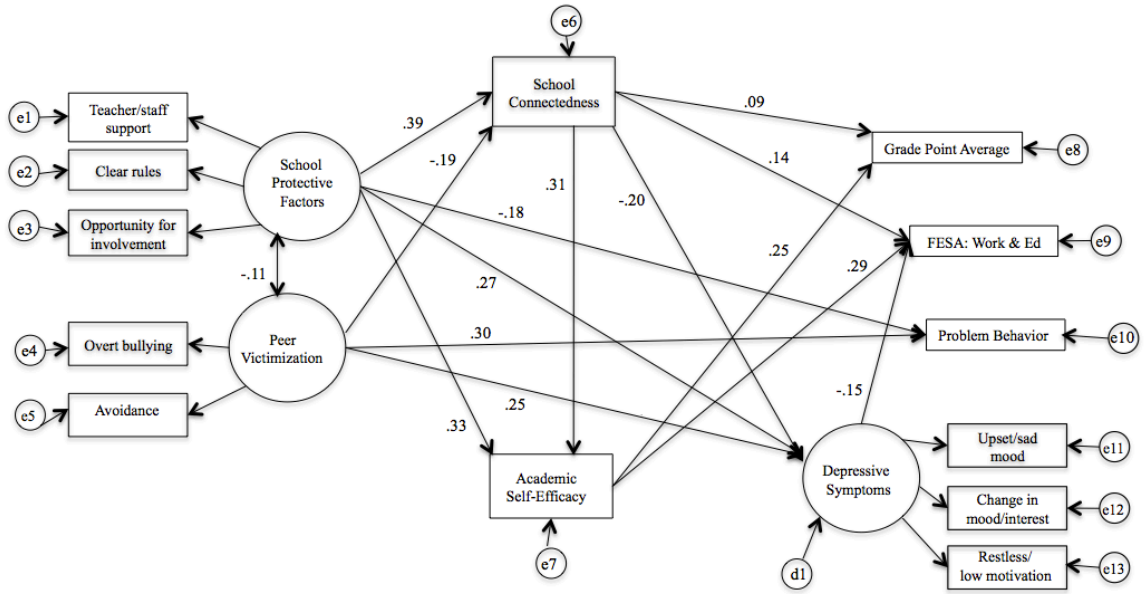 e6
School
Connectedness
e1
Teacher/staff
support
.09
.39
e8
Grade Point Average
e2
Clear rules
School
Protective
Factors
-.19
.14
.31
-.20
e3
Opportunity for
involvement
-.18
e9
FESA: Work & Ed
.25
-.11
.29
.27
e4
Overt bullying
Peer
Victimization
.30
Problem Behavior
e10
-.15
e5
Avoidance
.25
.33
Upset/sad
mood
e11
Academic
Self-Efficacy
Depressive
Symptoms
Change in
mood/interest
e12
e7
d1
Restless/
low motivation
e13